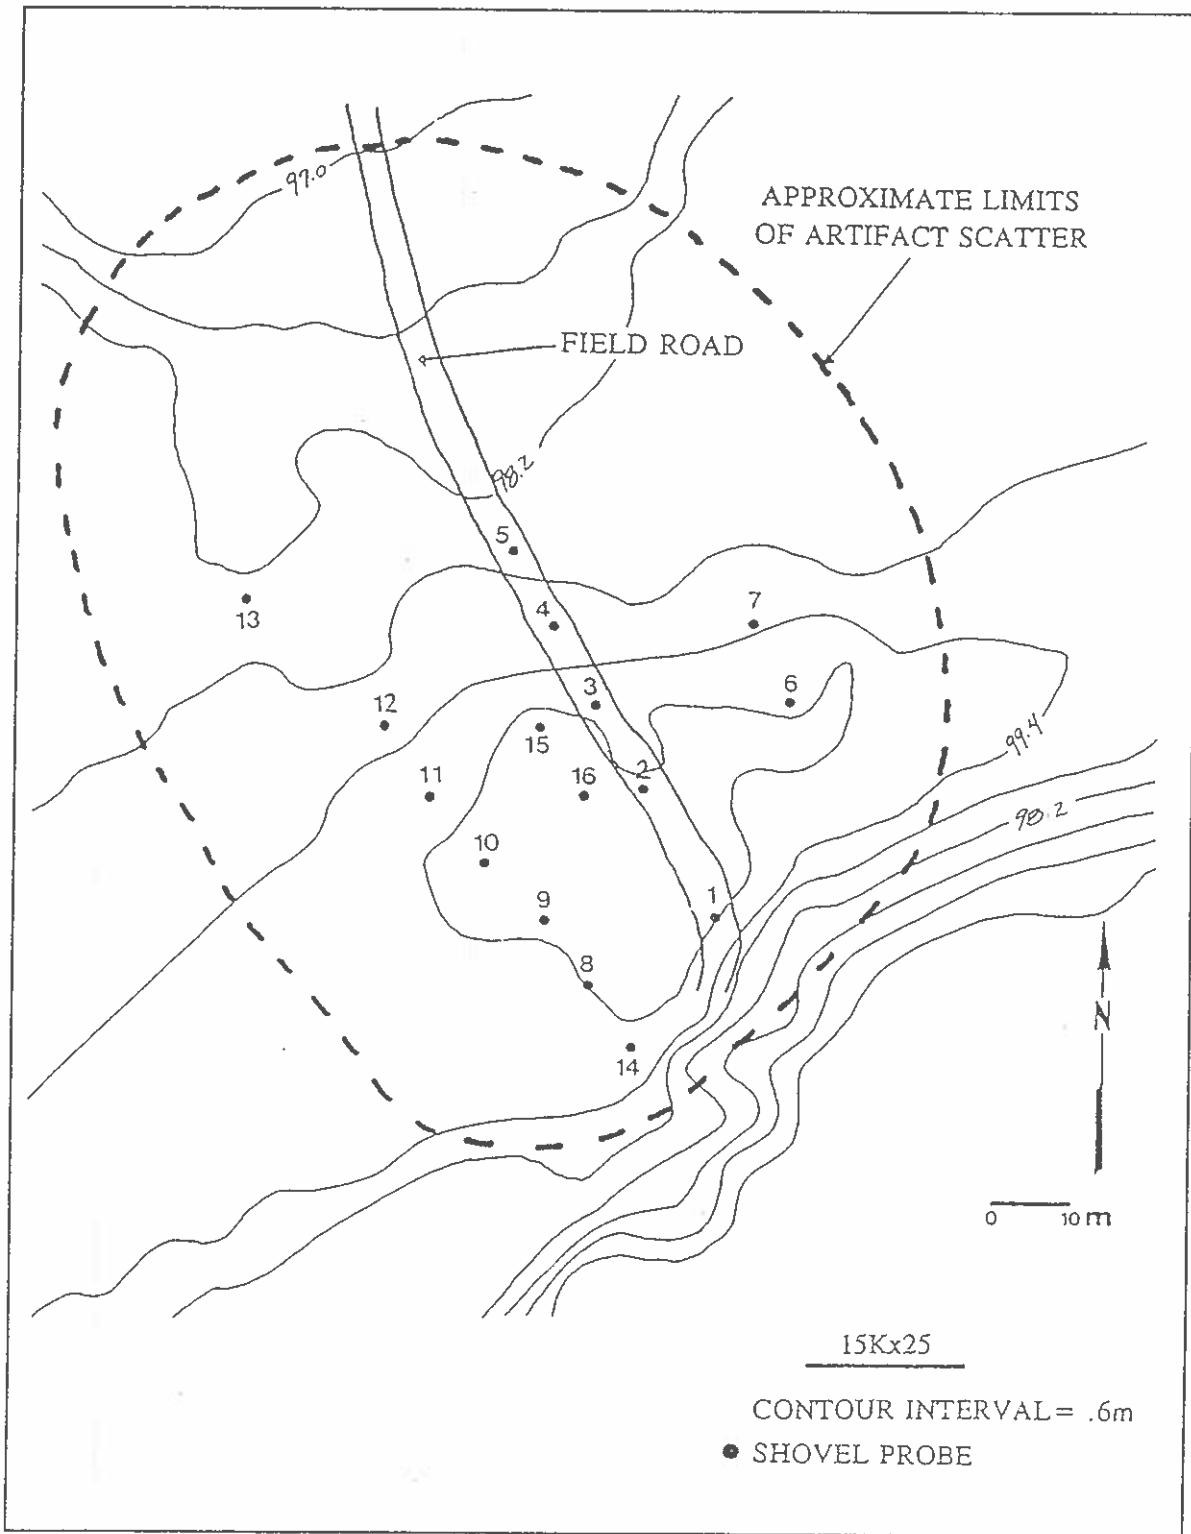 97.0
APPROXIMATE LIMITS
OF ARTIFACT SCATTER
FIELD ROAD
98.2
5
4
7
13
3
6
12
15
99.4
11
16
2
98.2
10
1
9
8
N
14
0 10 m
15Kx25
CONTOUR INTERVAL = .6m
SHOVEL PROBE